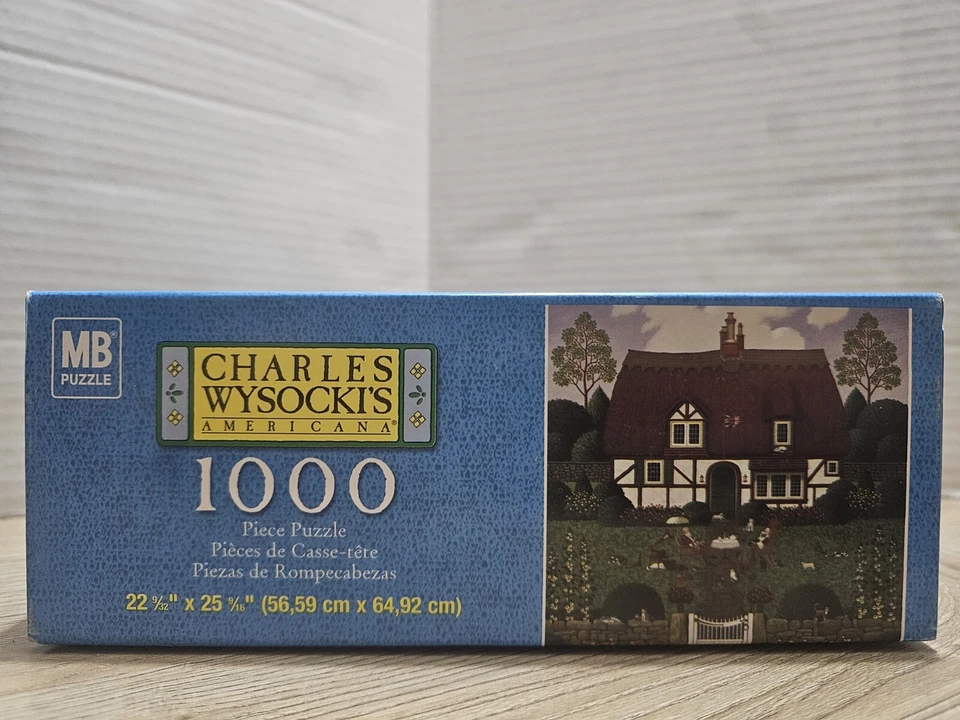 MB®
PUZZLE
CHARLES
WYSOCKI'S
AMERICANA®
1000
Piece Puzzle
Pièces de Casse-tête
Piezas de Rompecabezas
22 9/32" x 25 9/16" (56,59 cm x 64,92 cm)